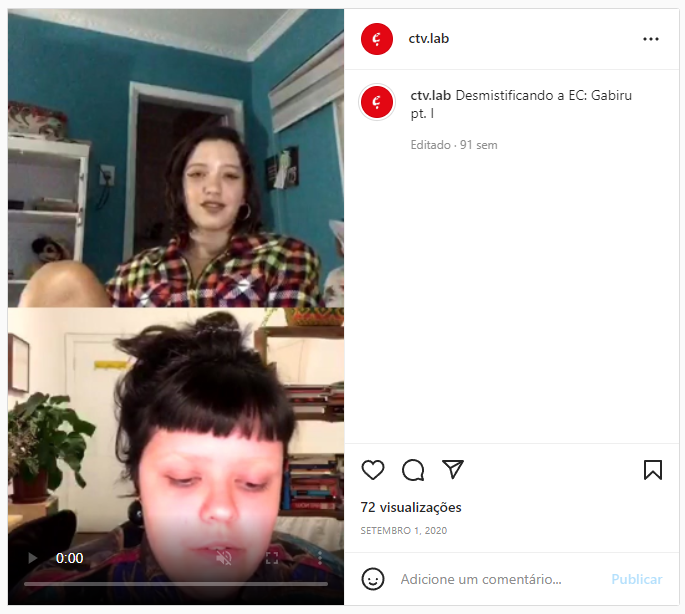 ctv.lab
ctv.lab Desmistificando a EC: Gabiru
pt. I
Editado · 91 sem
72 visualizações
SETEMBRO 1, 2020
0:00
Adicione um comentário...
Publicar